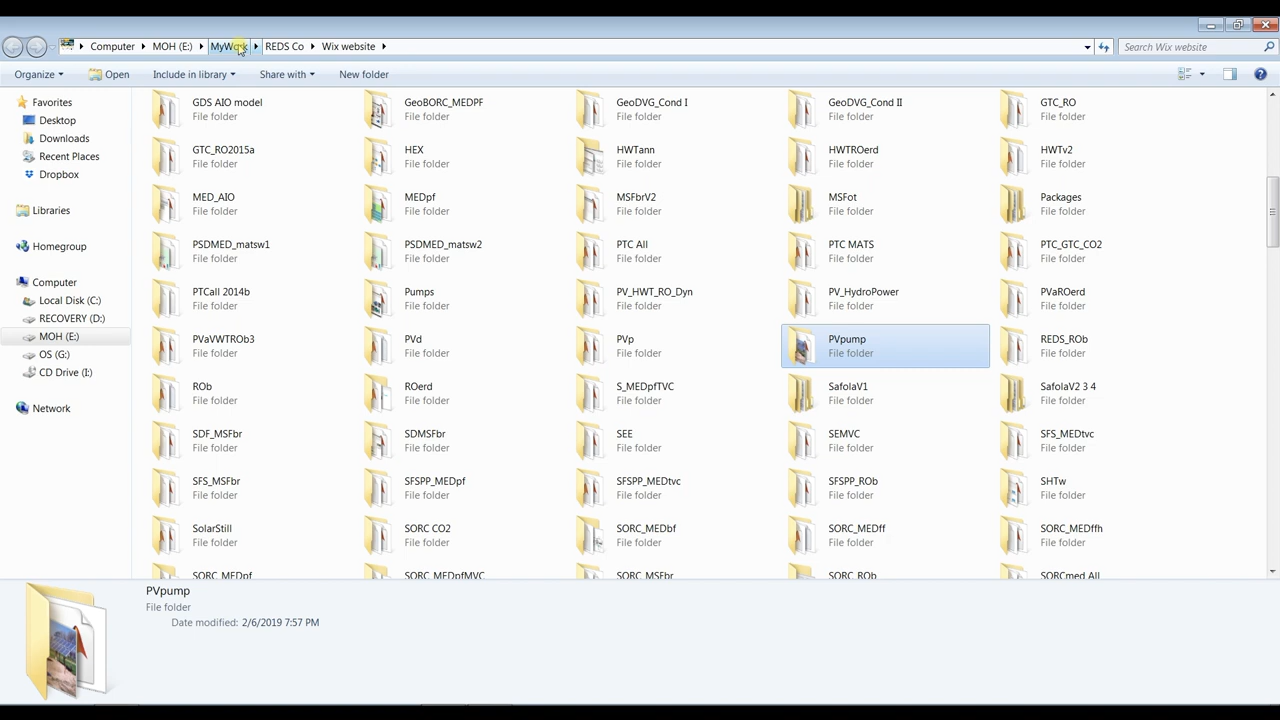 Computer MOH (E:) MyWork REDS Co Wix website Search Wix website
Organize Open Include in library Share with New folder
Favorites
Desktop
Downloads
Recent Places
Dropbox
Libraries
Homegroup
Computer
Local Disk (C:)
RECOVERY (D:)
MOH (E:)
OS (G:)
CD Drive (I:)
Network
GDS AIO model GeoBORC_MEDPF GeoDVG_Cond I GeoDVG_Cond II GTC_RO
File folder File folder File folder File folder File folder
GTC_RO2015a HEX HWTann HWTROerd HWTv2
File folder File folder File folder File folder File folder
MED_AIO MEDpf MSFbrV2 MSFot Packages
File folder File folder File folder File folder File folder
PSDMED_matsw1 PSDMED_matsw2 PTC All PTC MATS PTC_GTC_CO2
File folder File folder File folder File folder File folder
PTCall 2014b Pumps PV_HWT_RO_Dyn PV_HydroPower PVaROerd
File folder File folder File folder File folder File folder
PVaVWTROb3 PVd PVp PVpump REDS_ROb
File folder File folder File folder File folder File folder
ROb ROerd S_MEDpfTVC SafolaV1 SafolaV2 3 4
File folder File folder File folder File folder File folder
SDF_MSFbr SDMSFbr SEE SEMVC SFS_MEDtvc
File folder File folder File folder File folder File folder
SFS_MSFbr SFSPP_MEDpf SFSPP_MEDtvc SFSPP_ROb SHTw
File folder File folder File folder File folder File folder
SolarStill SORC CO2 SORC_MEDbf SORC_MEDff SORC_MEDffh
File folder File folder File folder File folder File folder
SORC_MEDpf SORC_MEDpfMVC SORC_MSFbr SORC_ROb SORCmed All
PVpump
File folder
Date modified: 2/6/2019 7:57 PM